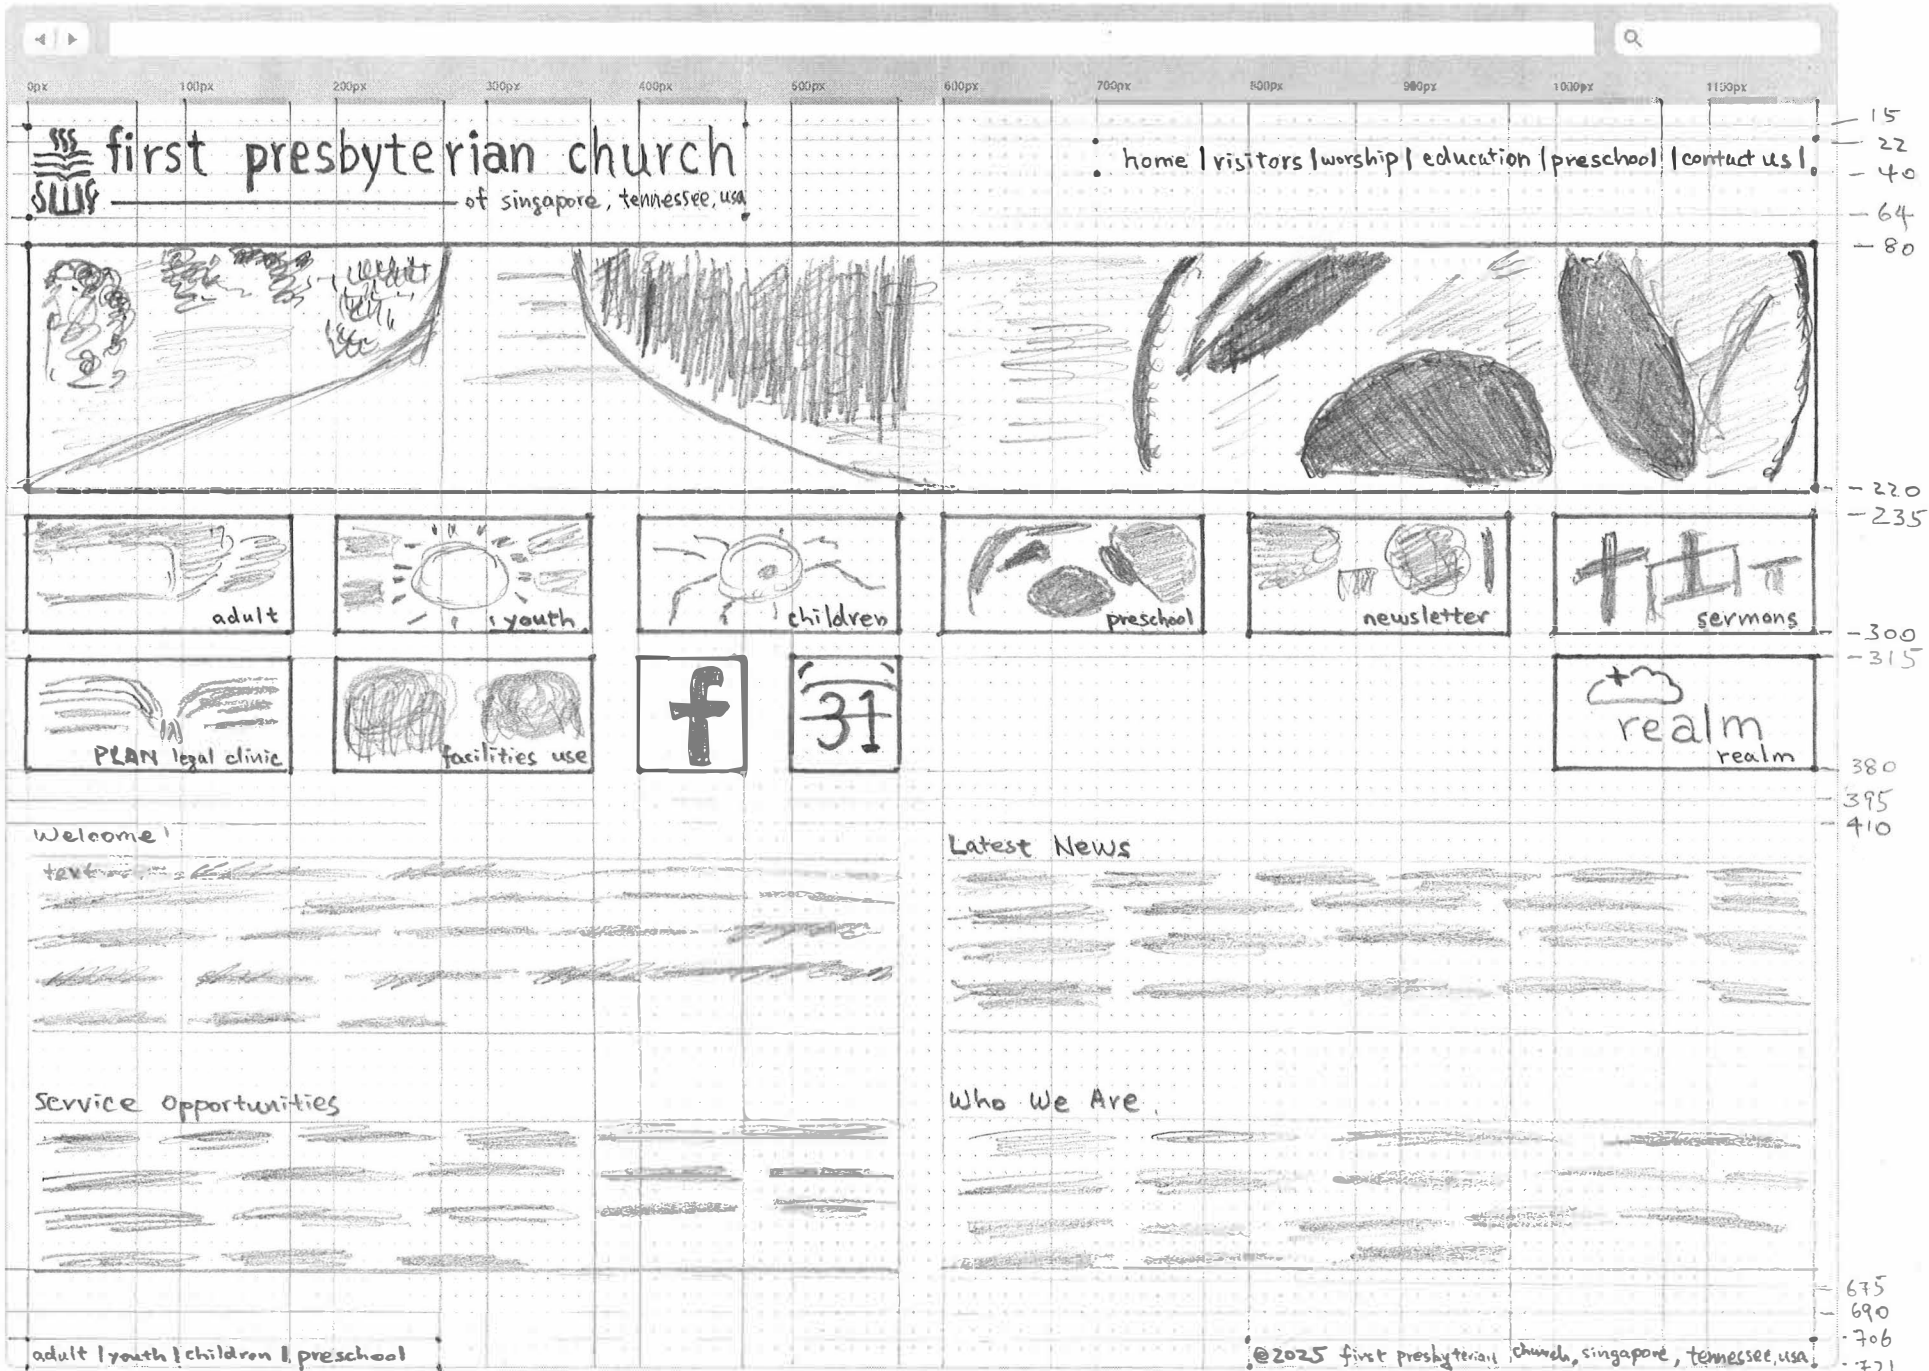 0px 100px 200px 300px 400px 500px 600px 700px 800px 900px 1000px 1100px
15
first presbyterian church
22
home | visitors | worship | education | preschool | contact us |
40
of singapore, tennessee, usa
64
80
220
235
adult youth children preschool newsletter sermons
300
315
f 31 realm
PLAN legal clinic facilities use realm
380
395
410
Welcome!
Latest News
text
Service Opportunities
Who We Are
675
690
706
adult | youth | children | preschool
©2025 first presbyterian church, singapore, tennessee, usa
721